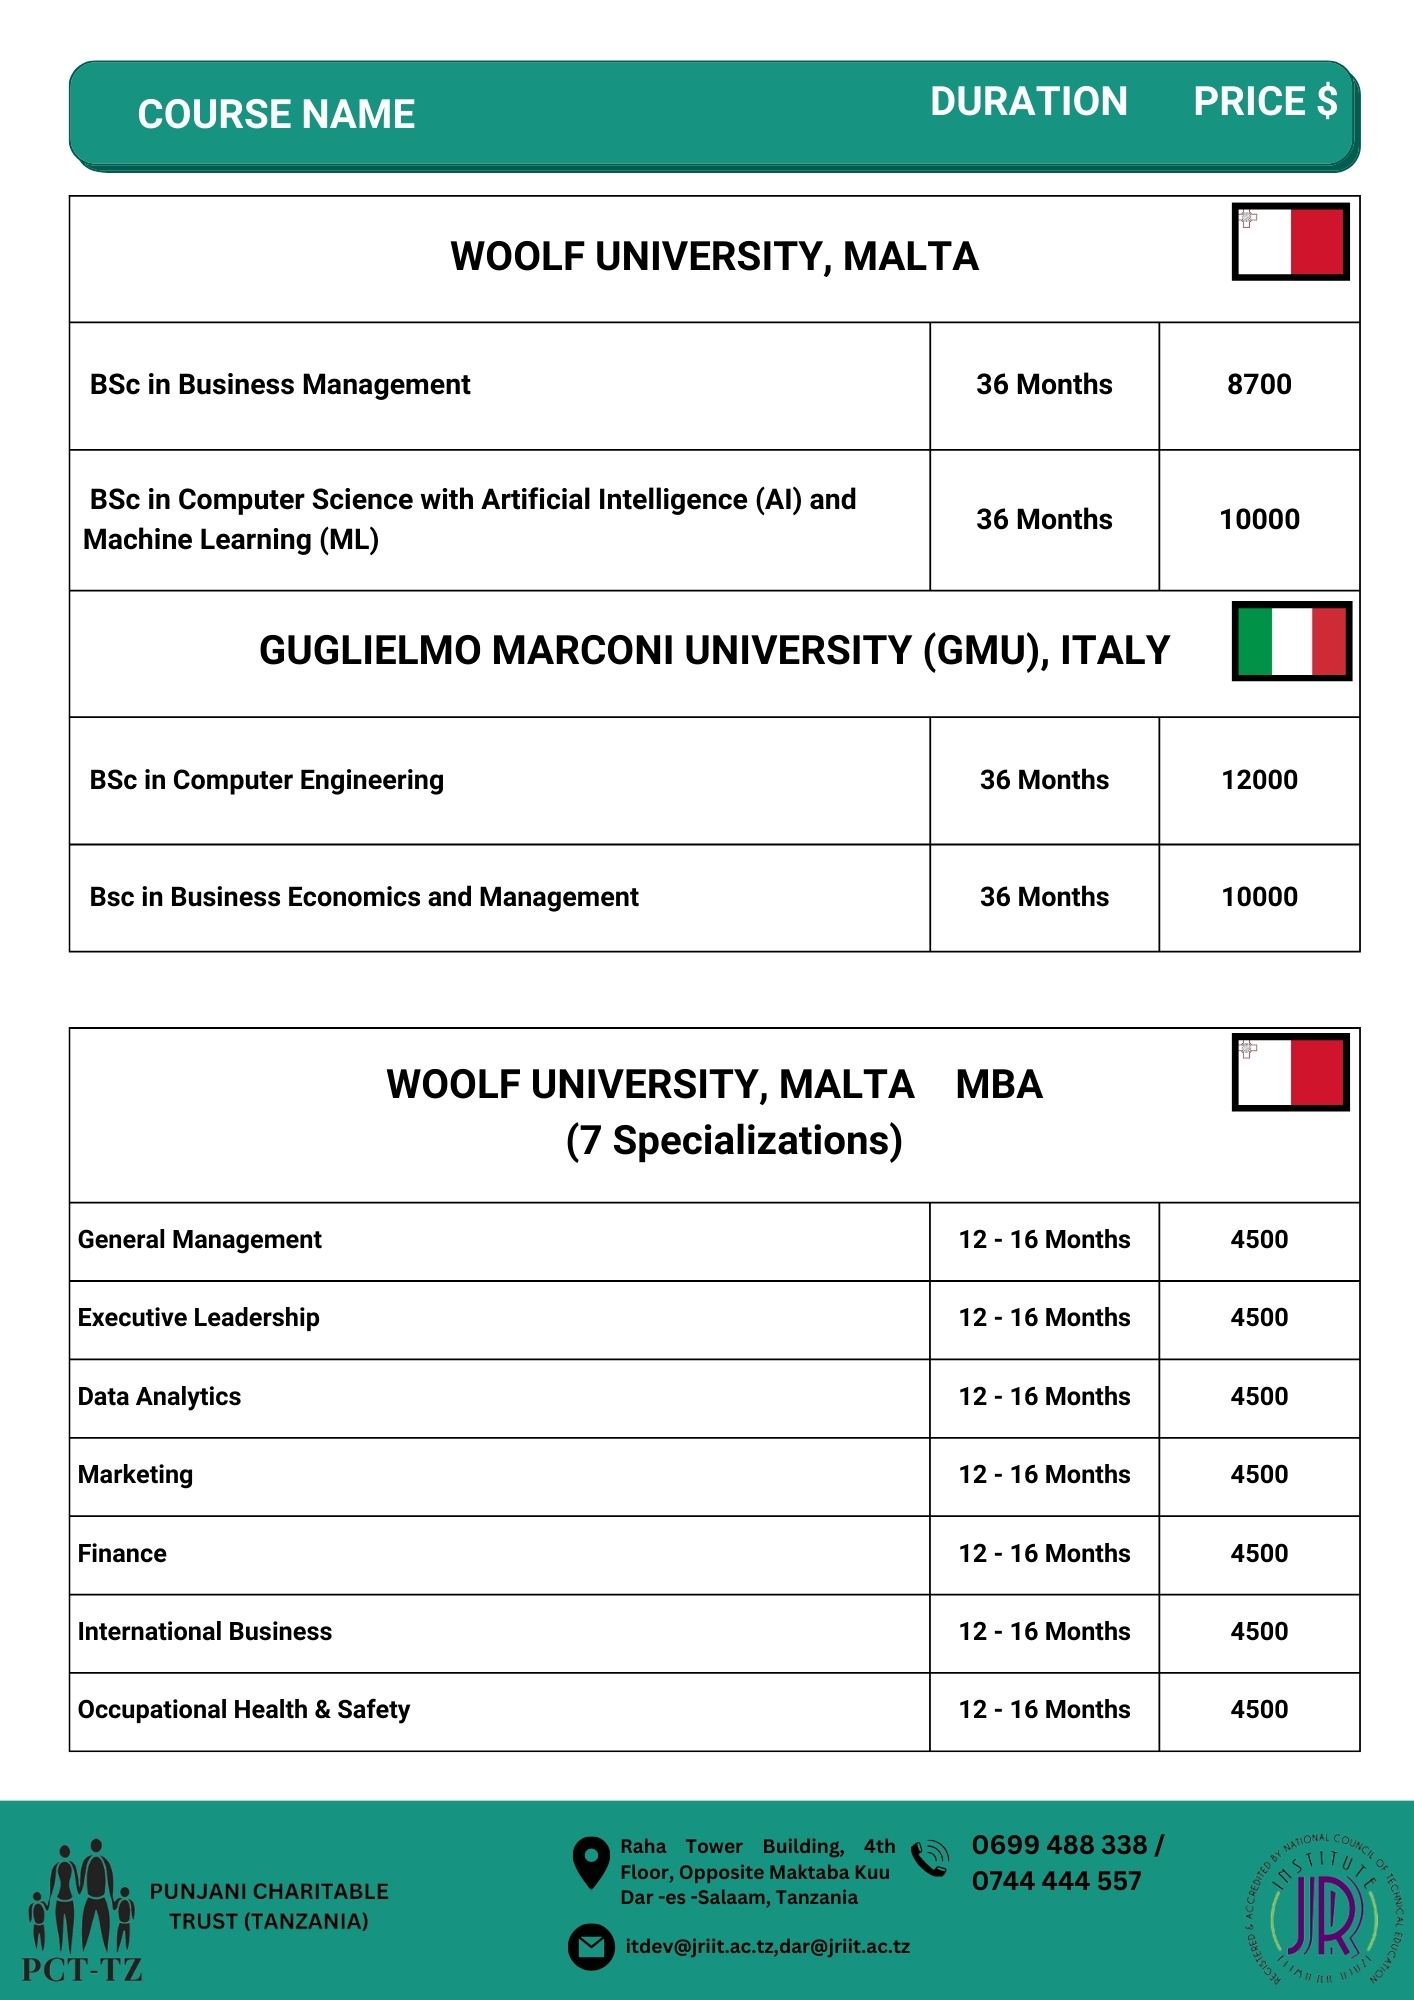 COURSE NAME DURATION PRICE $
WOOLF UNIVERSITY, MALTA
BSc in Business Management 36 Months 8700
BSc in Computer Science with Artificial Intelligence (AI) and
Machine Learning (ML) 36 Months 10000
GUGLIELMO MARCONI UNIVERSITY (GMU), ITALY
BSc in Computer Engineering 36 Months 12000
Bsc in Business Economics and Management 36 Months 10000
WOOLF UNIVERSITY, MALTA MBA
(7 Specializations)
General Management 12 - 16 Months 4500
Executive Leadership 12 - 16 Months 4500
Data Analytics 12 - 16 Months 4500
Marketing 12 - 16 Months 4500
Finance 12 - 16 Months 4500
International Business 12 - 16 Months 4500
Occupational Health & Safety 12 - 16 Months 4500
PCT-TZ
PUNJANI CHARITABLE
TRUST (TANZANIA)
Raha Tower Building, 4th
Floor, Opposite Maktaba Kuu
Dar -es -Salaam, Tanzania
itdev@jriit.ac.tz,dar@jriit.ac.tz
0699 488 338 /
0744 444 557
REGISTERED & ACCREDITED BY NATIONAL COUNCIL OF TECHNICAL EDUCATION
INSTITUTE
JR